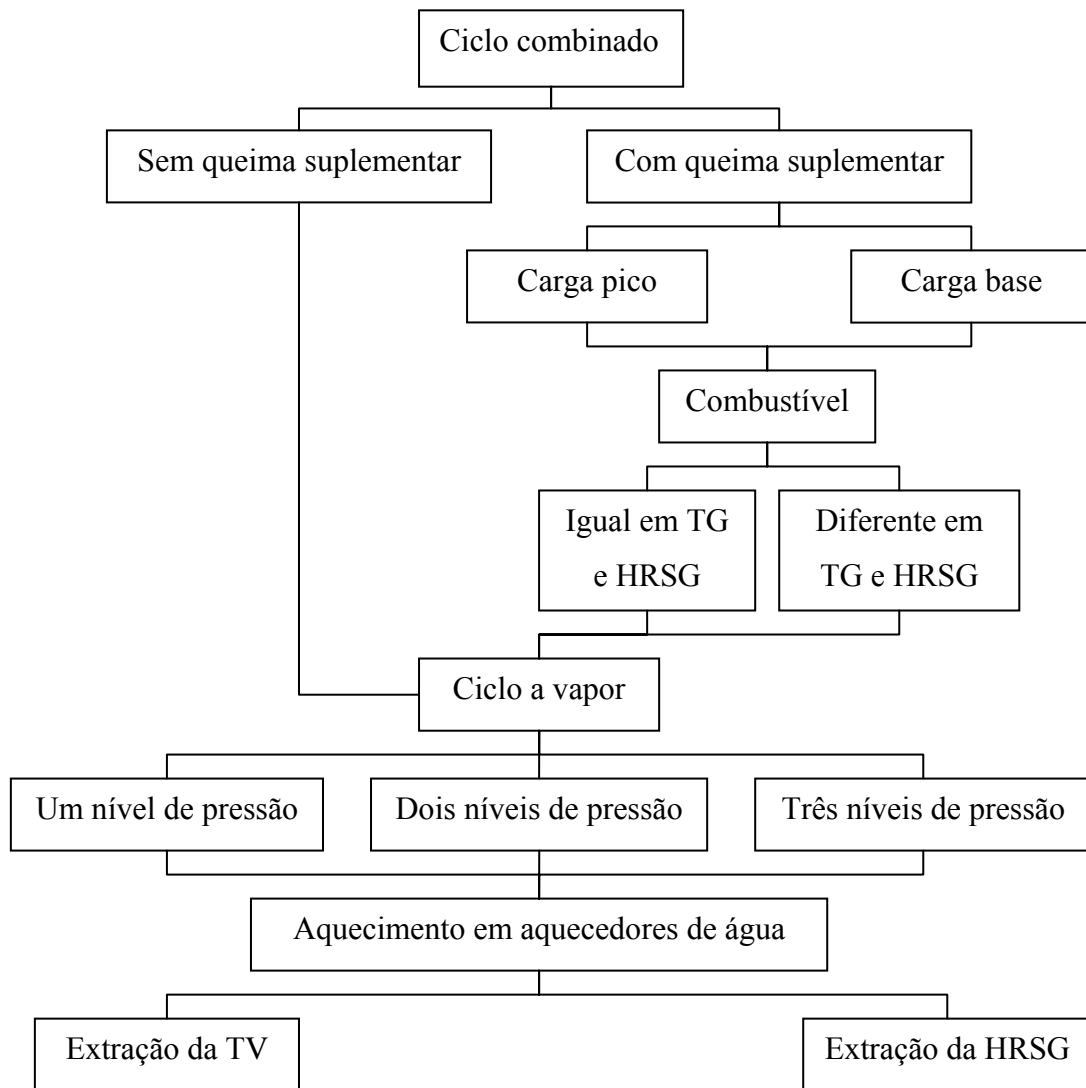 Ciclo combinado
Sem queima suplementar
Com queima suplementar
Carga pico
Carga base
Combustível
Igual em TG
e HRSG
Diferente em
TG e HRSG
Ciclo a vapor
Um nível de pressão
Dois níveis de pressão
Três níveis de pressão
Aquecimento em aquecedores de água
Extração da TV
Extração da HRSG